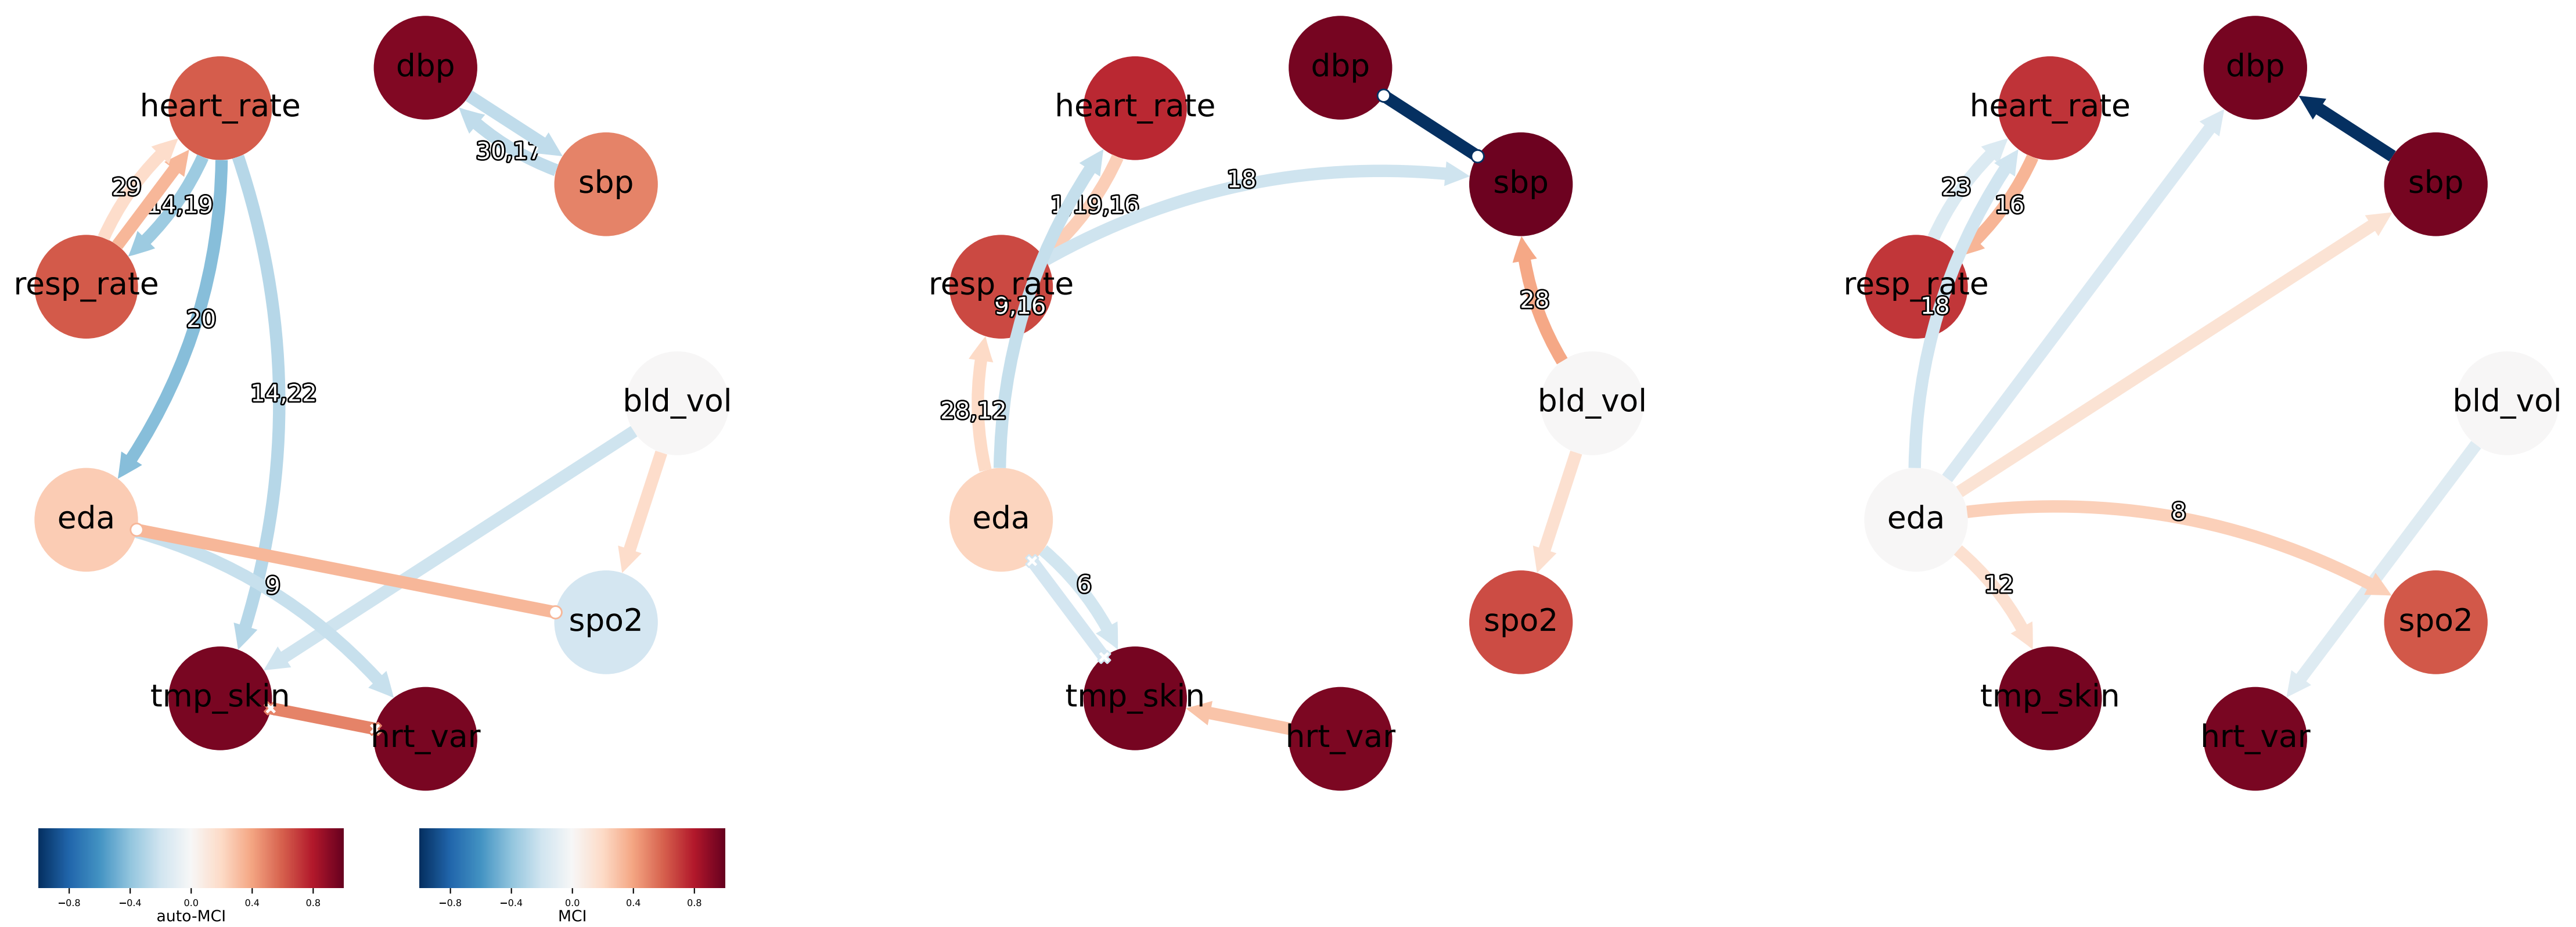 dbp
heart_rate
30,17
sbp
29
14,19
resp_rate
20
14,22
bld_vol
eda
9
spo2
tmp_skin
hrt_var
−0.8 −0.4 0.0 0.4 0.8
auto-MCI
−0.8 −0.4 0.0 0.4 0.8
MCI
dbp
heart_rate
18
sbp
19,16
resp_rate
9,16
28
bld_vol
28,12
eda
6
spo2
tmp_skin
hrt_var
dbp
heart_rate
23
sbp
16
resp_rate
18
bld_vol
eda
8
12
spo2
tmp_skin
hrt_var